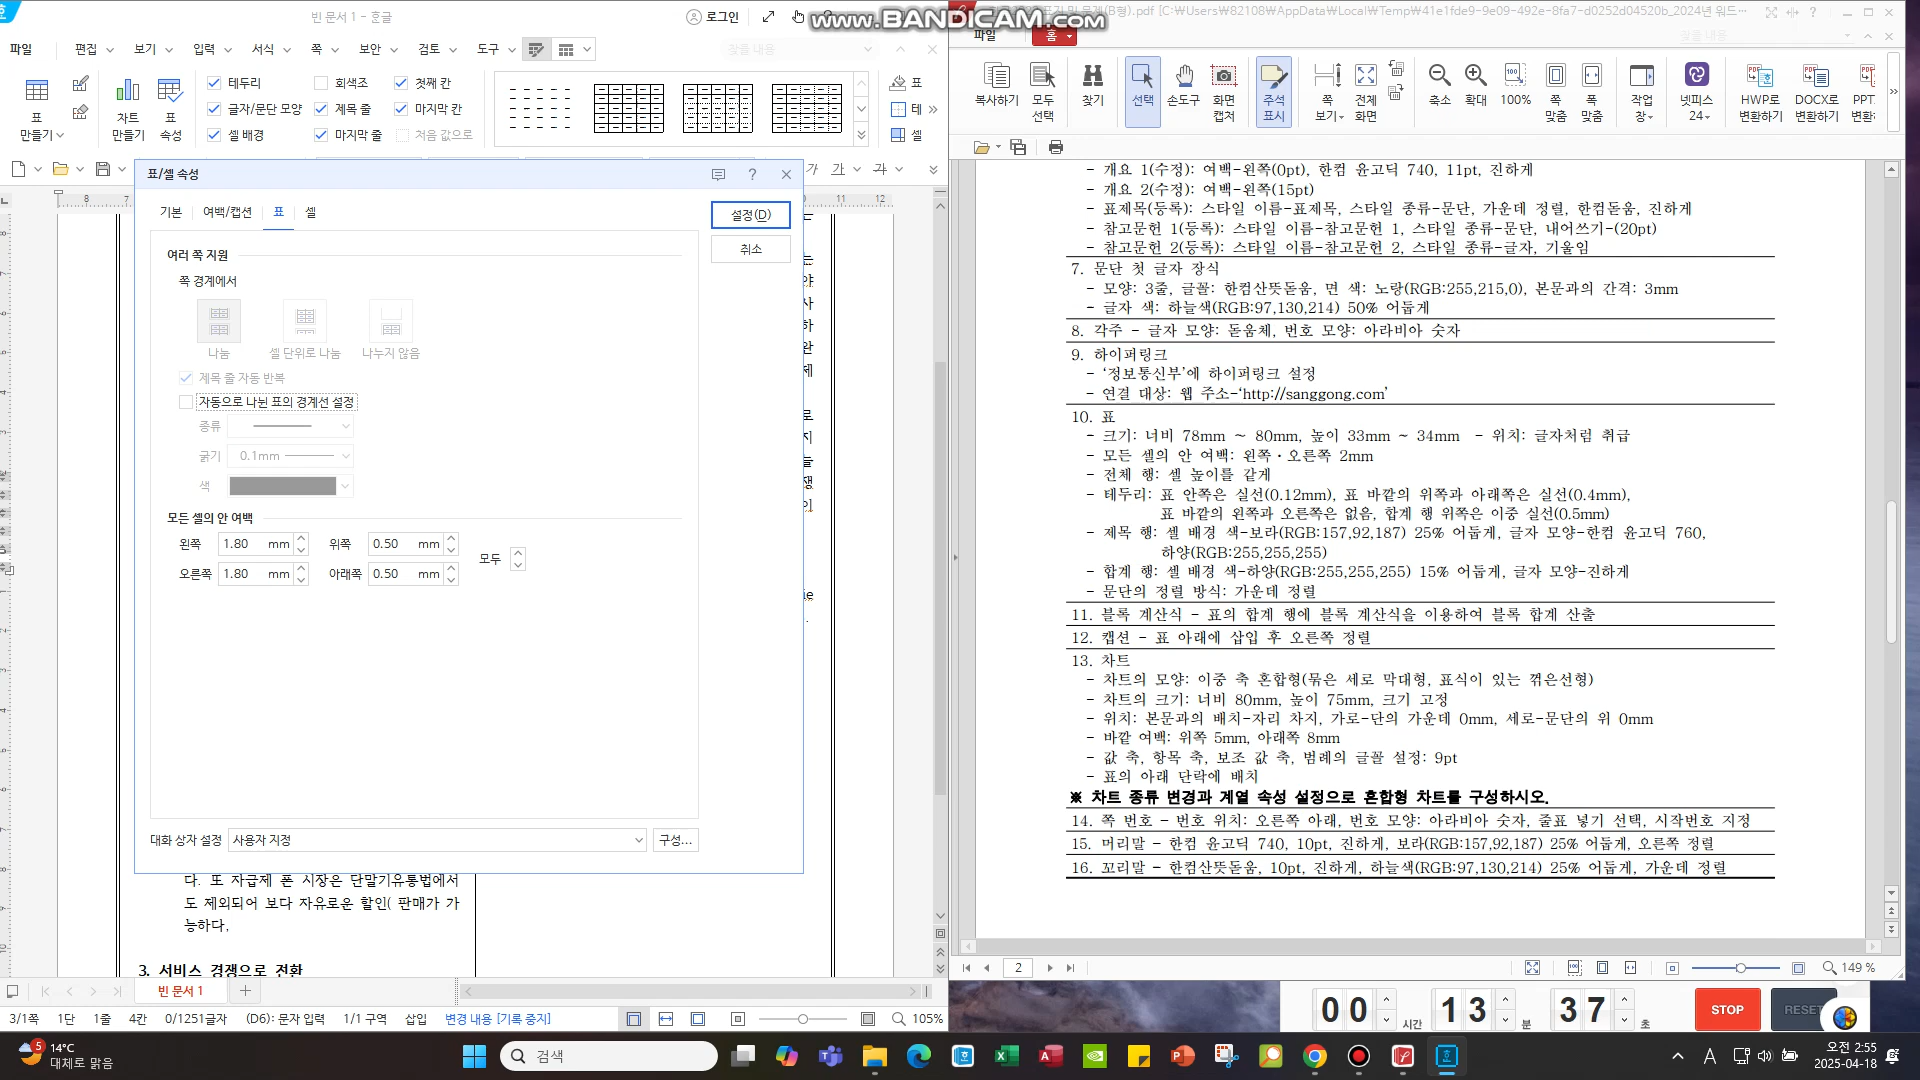 빈 문서 1 - 한글
로그인
www.BANDICAM.com
파일 편집 보기 입력 서식 쪽 보안 검토 도구
찾을 내용
표
만들기
차트
만들기
표
속성
테두리 회색조 첫째 칸
글자/문단 모양 제목 줄 마지막 칸
셀 배경 마지막 줄 처음 값으로
표
테
셀
표/셀 속성
기본 여백/캡션 표 셀
설정(D)
취소
여러 쪽 지원
쪽 경계에서
나눔 셀 단위로 나눔 나누지 않음
제목 줄 자동 반복
자동으로 나뉜 표의 경계선 설정
종류
굵기 0.1mm
색
모든 셀의 안 여백
왼쪽 1.80 mm 위쪽 0.50 mm 모두
오른쪽 1.80 mm 아래쪽 0.50 mm
대화 상자 설정 사용자 지정 구성...
다. 또 자급제 폰 시장은 단말기유통법에서
도 제외되어 보다 자유로운 할인( 판매가 가
능하다,
3. 서비스 경쟁으로 전환
빈 문서 1
3/1쪽 1단 1줄 4칸 0/1251글자 (D6): 문자 입력 1/1 구역 삽입 변경 내용 [기록 중지] 105%
파일 홈
찾을 내용
복사하기 모두 선택 찾기 선택 손도구 화면 캡처 주석 표시 쪽 보기 전체 화면 축소 확대 100% 쪽 맞춤 폭 맞춤 작업 창 넷피스 24 HWP로 변환하기 DOCX로 변환하기
- 개요 1(수정): 여백-왼쪽(0pt), 한컴 윤고딕 740, 11pt, 진하게
- 개요 2(수정): 여백-왼쪽(15pt)
- 표제목(등록): 스타일 이름-표제목, 스타일 종류-문단, 가운데 정렬, 한컴돋움, 진하게
- 참고문헌 1(등록): 스타일 이름-참고문헌 1, 스타일 종류-문단, 내어쓰기-(20pt)
- 참고문헌 2(등록): 스타일 이름-참고문헌 2, 스타일 종류-글자, 기울임
7. 문단 첫 글자 장식
- 모양: 3줄, 글꼴: 한컴산뜻돋움, 면 색: 노랑(RGB:255,215,0), 본문과의 간격: 3mm
- 글자 색: 하늘색(RGB:97,130,214) 50% 어둡게
8. 각주 - 글자 모양: 돋움체, 번호 모양: 아라비아 숫자
9. 하이퍼링크
- ‘정보통신부’에 하이퍼링크 설정
- 연결 대상: 웹 주소-‘http://sanggong.com’
10. 표
- 크기: 너비 78mm ~ 80mm, 높이 33mm ~ 34mm - 위치: 글자처럼 취급
- 모든 셀의 안 여백: 왼쪽·오른쪽 2mm
- 전체 행: 셀 높이를 같게
- 테두리: 표 안쪽은 실선(0.12mm), 표 바깥의 위쪽과 아래쪽은 실선(0.4mm),
표 바깥의 왼쪽과 오른쪽은 없음, 합계 행 위쪽은 이중 실선(0.5mm)
- 제목 행: 셀 배경 색-보라(RGB:157,92,187) 25% 어둡게, 글자 모양-한컴 윤고딕 760,
하양(RGB:255,255,255)
- 합계 행: 셀 배경 색-하양(RGB:255,255,255) 15% 어둡게, 글자 모양-진하게
- 문단의 정렬 방식: 가운데 정렬
11. 블록 계산식 - 표의 합계 행에 블록 계산식을 이용하여 블록 합계 산출
12. 캡션 - 표 아래에 삽입 후 오른쪽 정렬
13. 차트
- 차트의 모양: 이중 축 혼합형(묶은 세로 막대형, 표식이 있는 꺾은선형)
- 차트의 크기: 너비 80mm, 높이 75mm, 크기 고정
- 위치: 본문과의 배치-자리 차지, 가로-단의 가운데 0mm, 세로-문단의 위 0mm
- 바깥 여백: 위쪽 5mm, 아래쪽 8mm
- 값 축, 항목 축, 보조 값 축, 범례의 글꼴 설정: 9pt
- 표의 아래 단락에 배치
※ 차트 종류 변경과 계열 속성 설정으로 혼합형 차트를 구성하시오.
14. 쪽 번호 - 번호 위치: 오른쪽 아래, 번호 모양: 아라비아 숫자, 줄표 넣기 선택, 시작번호 지정
15. 머리말 - 한컴 윤고딕 740, 10pt, 진하게, 보라(RGB:157,92,187) 25% 어둡게, 오른쪽 정렬
16. 꼬리말 - 한컴산뜻돋움, 10pt, 진하게, 하늘색(RGB:97,130,214) 25% 어둡게, 가운데 정렬
2
149 %
00 시간 13 분 37 초 STOP RESET
14°C
대체로 맑음
검색
A
오전 2:55
2025-04-18